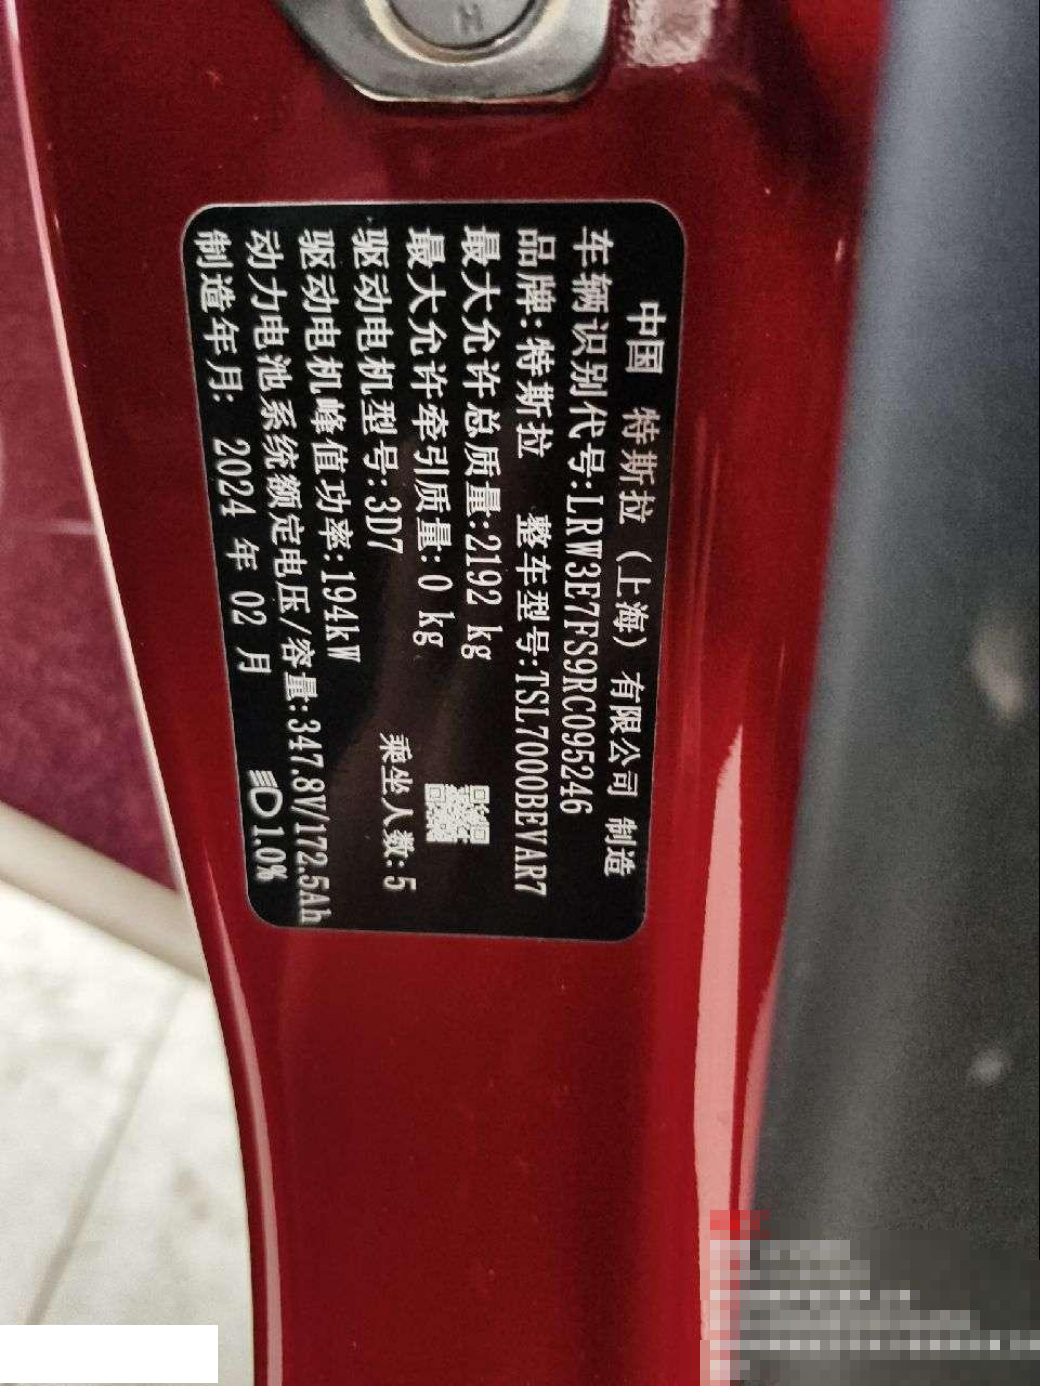 中国 特斯拉 (上海) 有限公司 制造
车辆识别代号:LRW3E7FS9RC095246
品牌:特斯拉 整车型号:TSL7000BEVAR7
最大允许总质量:2192 kg
最大允许牵引质量: 0 kg
驱动电机型号:3D7 乘坐人数:5
驱动电机峰值功率:194kW
动力电池系统额定电压/容量:347.8V/172.5Ah
制造年月: 2024 年 02 月 1.0%